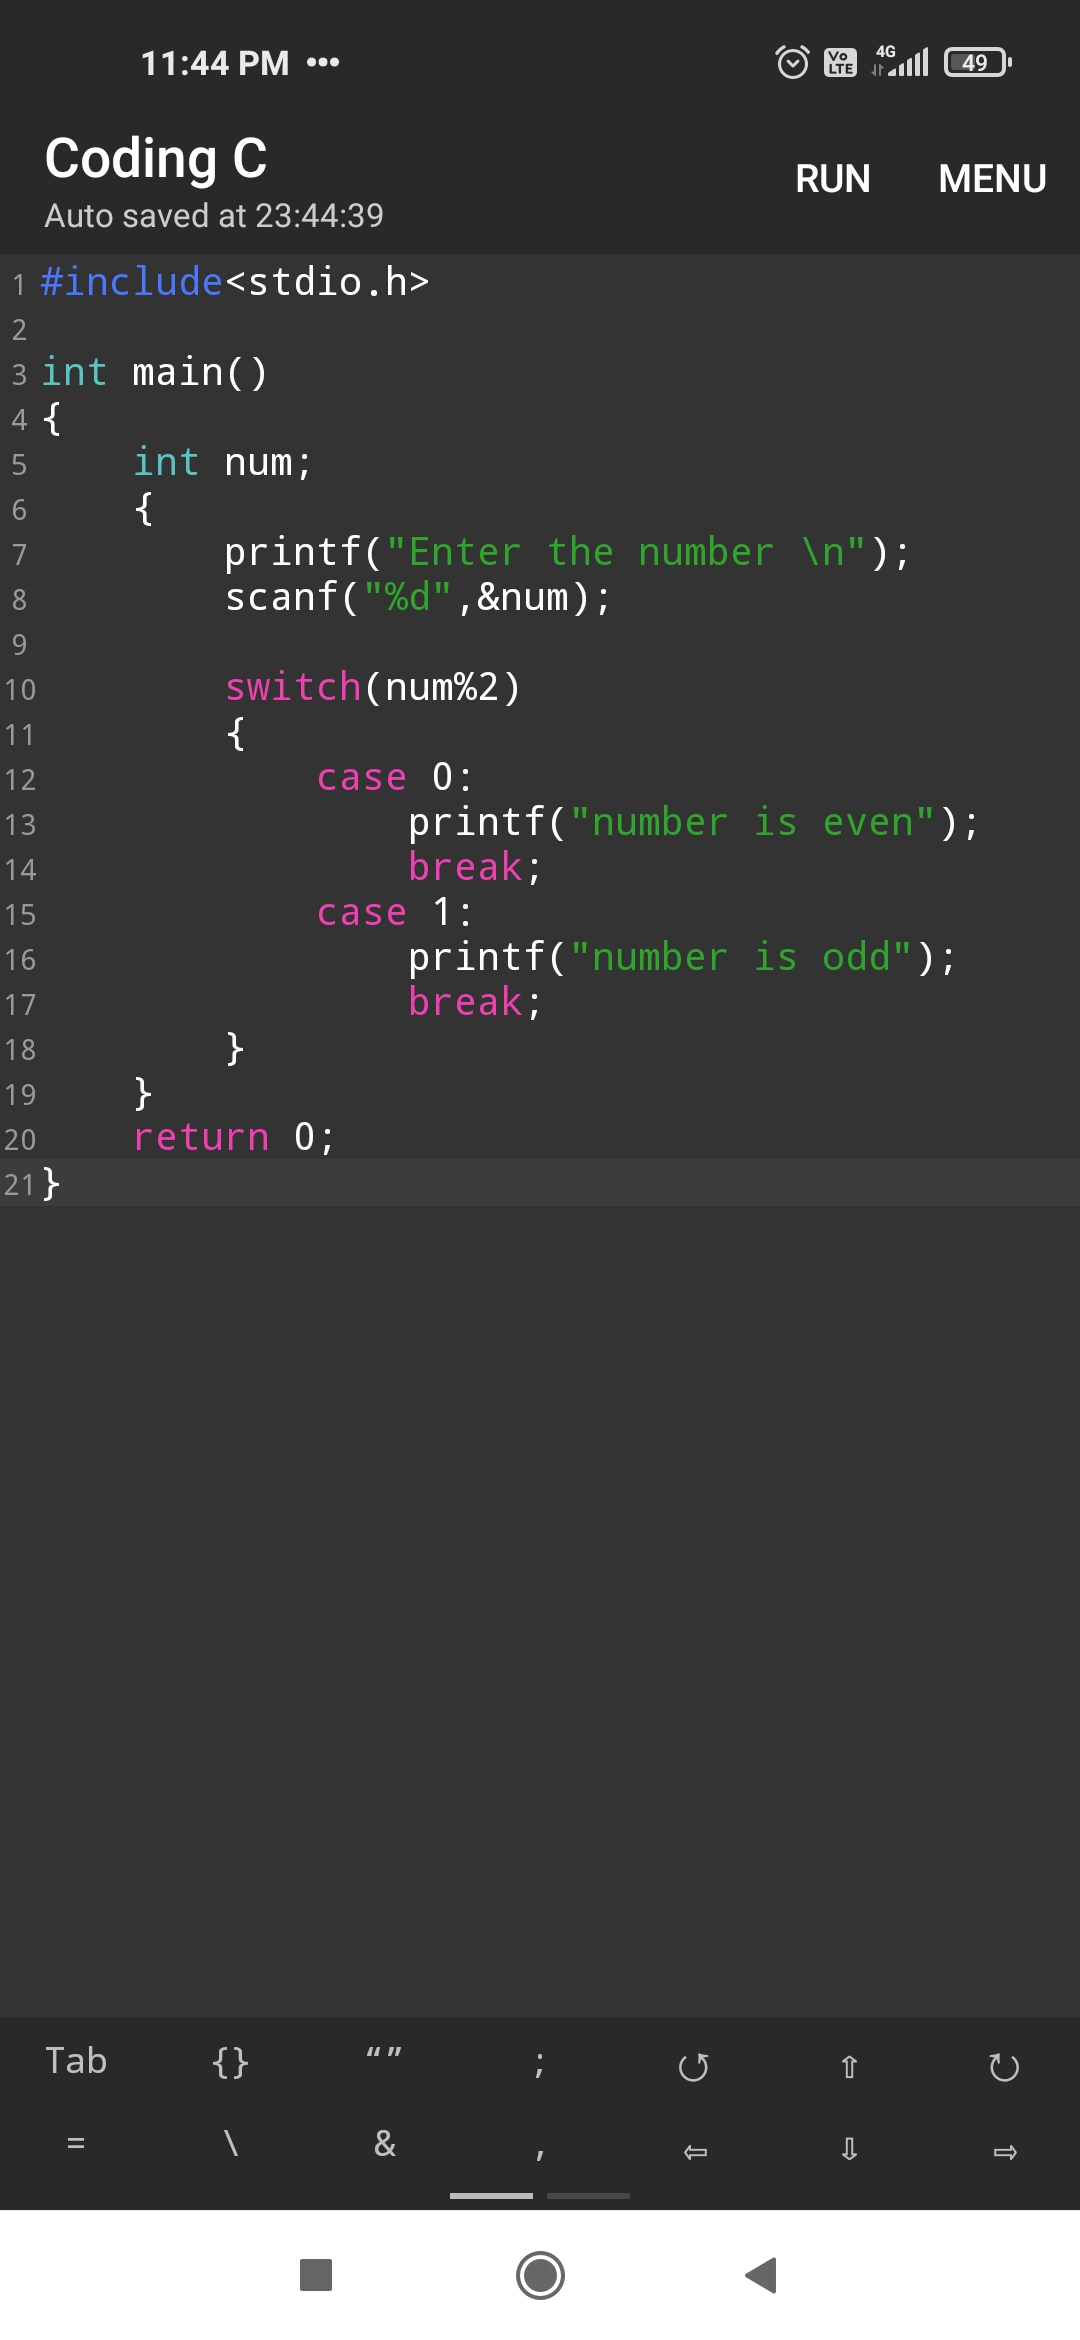 11:44 PM •••
Vo LTE 4G 49
Coding C
RUN MENU
Auto saved at 23:44:39
1 #include<stdio.h>
2
3 int main()
4 {
5     int num;
6     {
7         printf("Enter the number \n");
8         scanf("%d",&num);
9
10         switch(num%2)
11         {
12             case 0:
13                 printf("number is even");
14                 break;
15             case 1:
16                 printf("number is odd");
17                 break;
18         }
19     }
20     return 0;
21 }
Tab {} “” ; ↺ ⇧ ↻
= \ & , ⇦ ⇩ ⇨